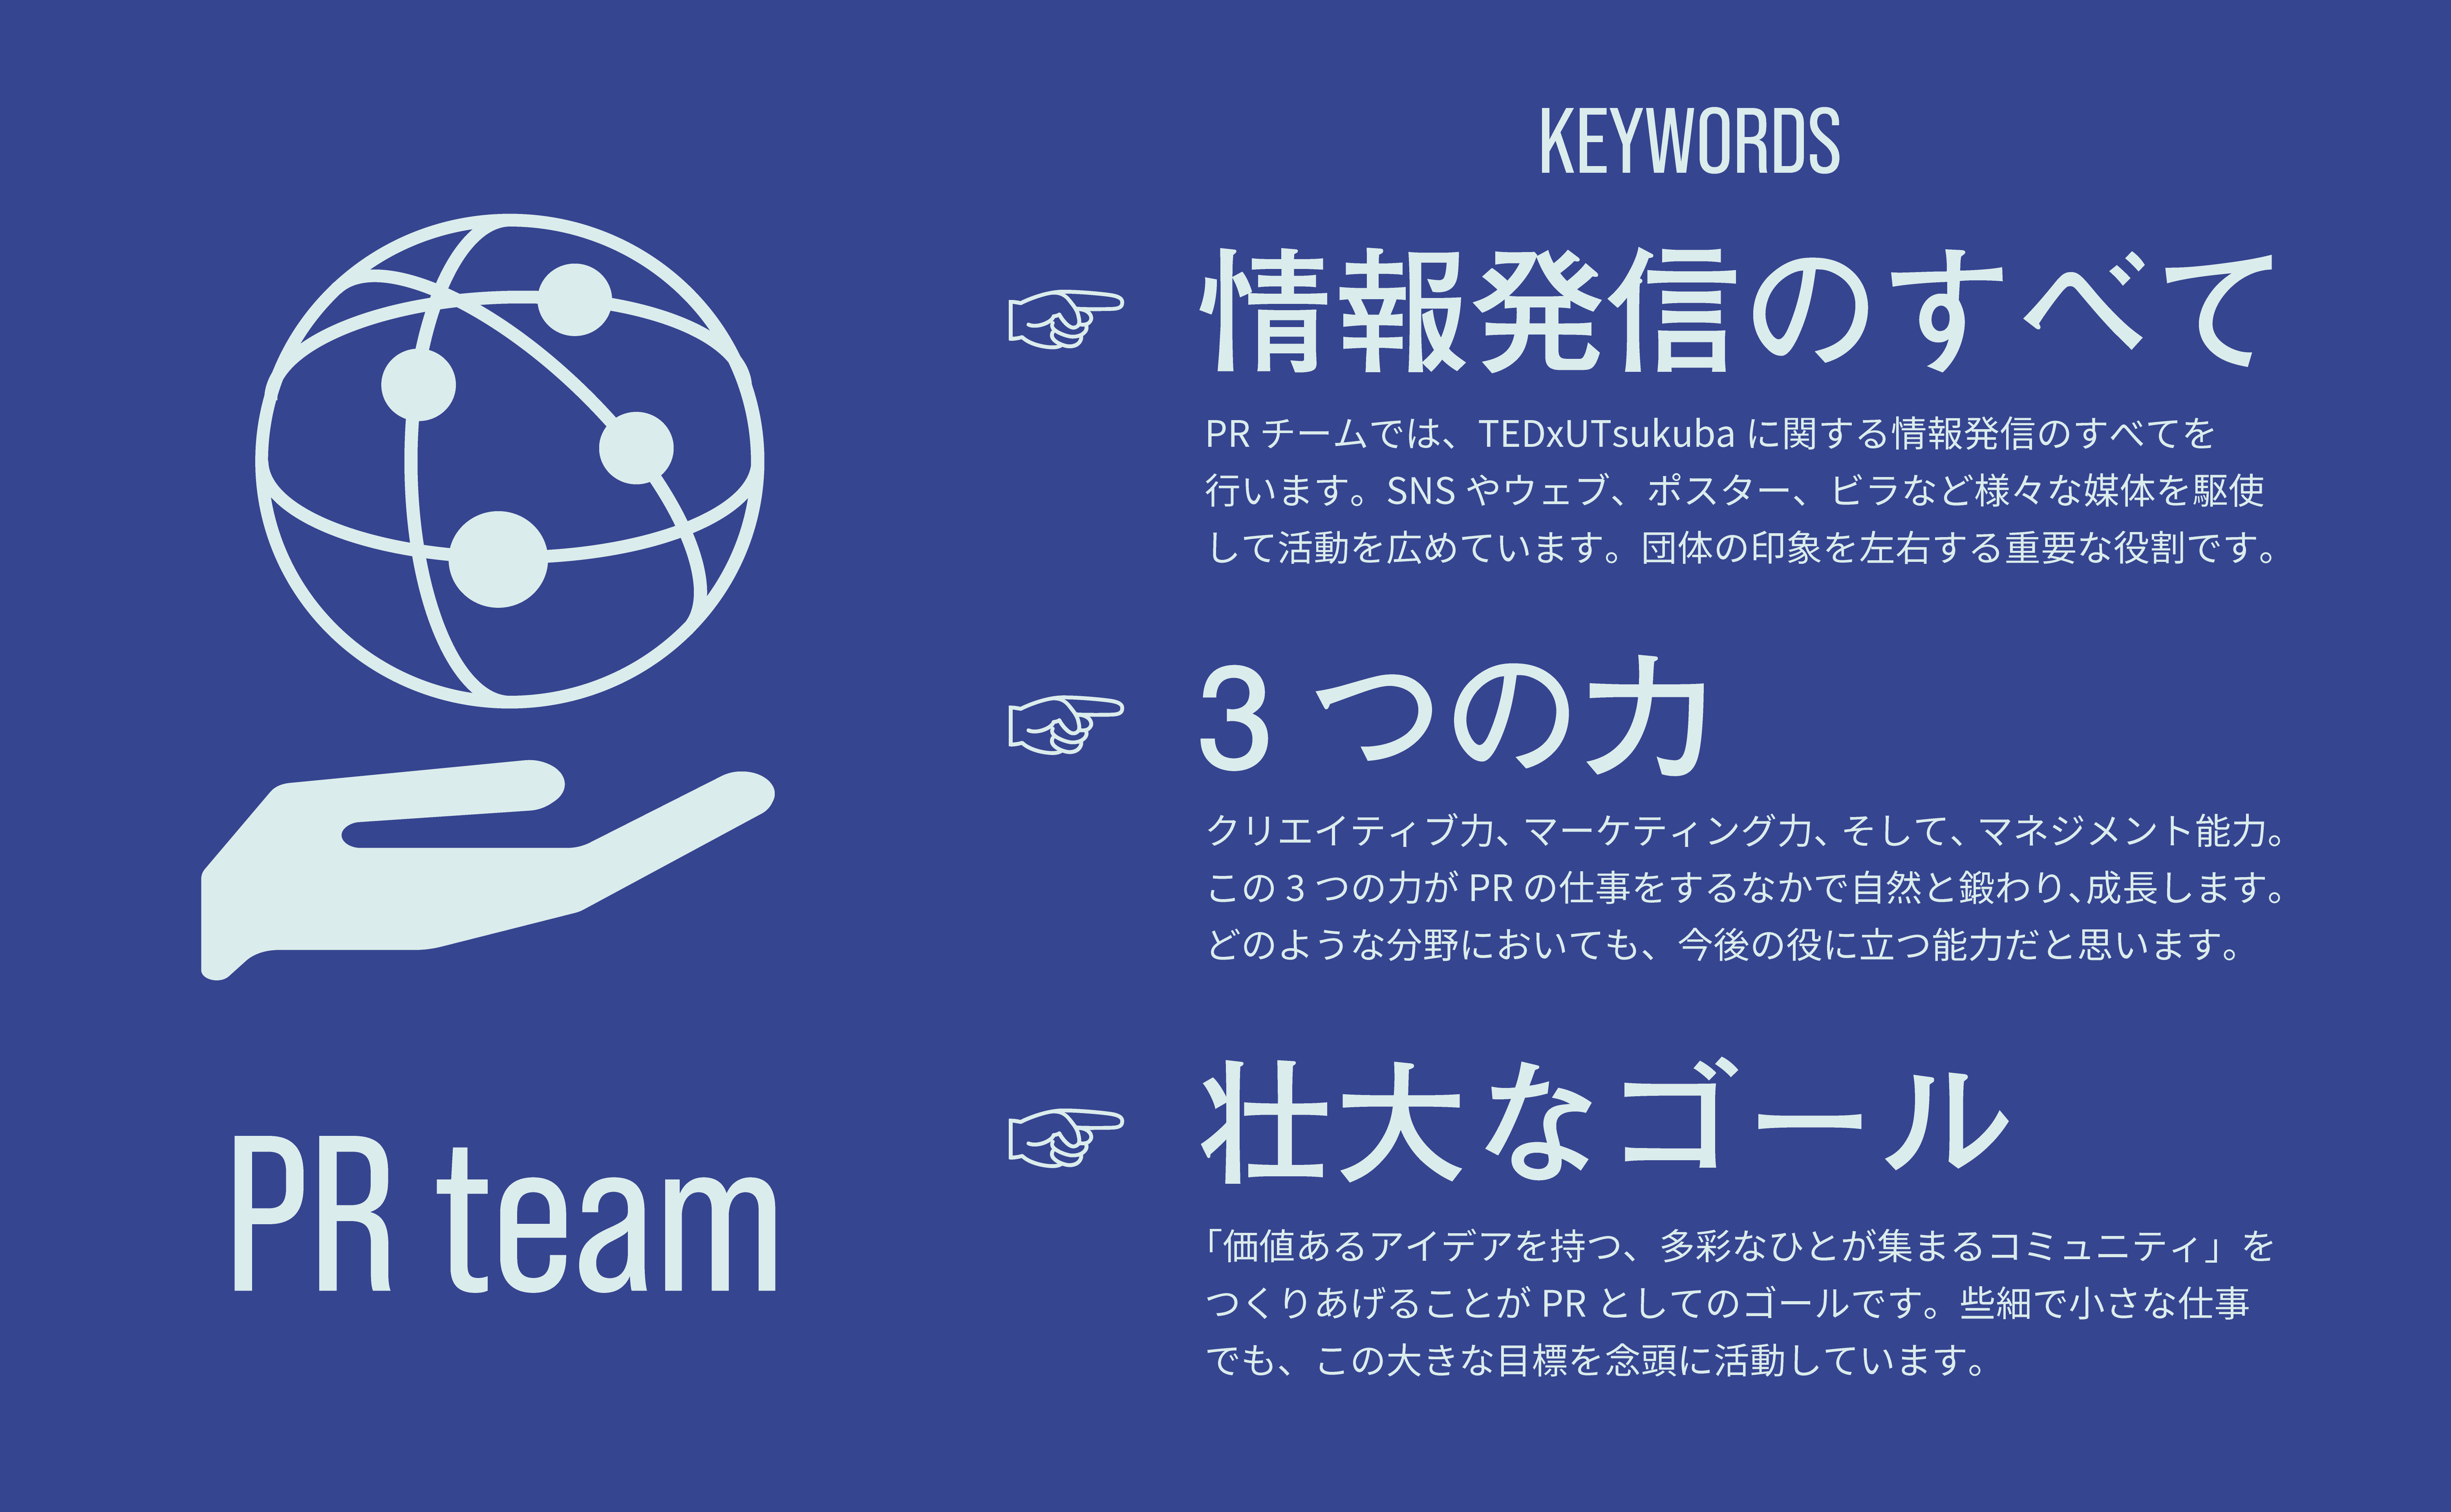 KEYWORDS
情報発信のすべて
PR チームでは、TEDxUTsukuba に関する情報発信のすべてを
行います。SNS やウェブ、ポスター、ビラなど様々な媒体を駆使
して活動を広めています。団体の印象を左右する重要な役割です。
3 つの力
クリエイティブ力、マーケティング力、そして、マネジメント能力。
この 3 つの力が PR の仕事をするなかで自然と鍛わり、成長します。
どのような分野においても、今後の役に立つ能力だと思います。
壮大なゴール
「価値あるアイデアを持つ、多彩なひとが集まるコミュニティ」を
つくりあげることが PR としてのゴールです。些細で小さな仕事
でも、この大きな目標を念頭に活動しています。
PR team